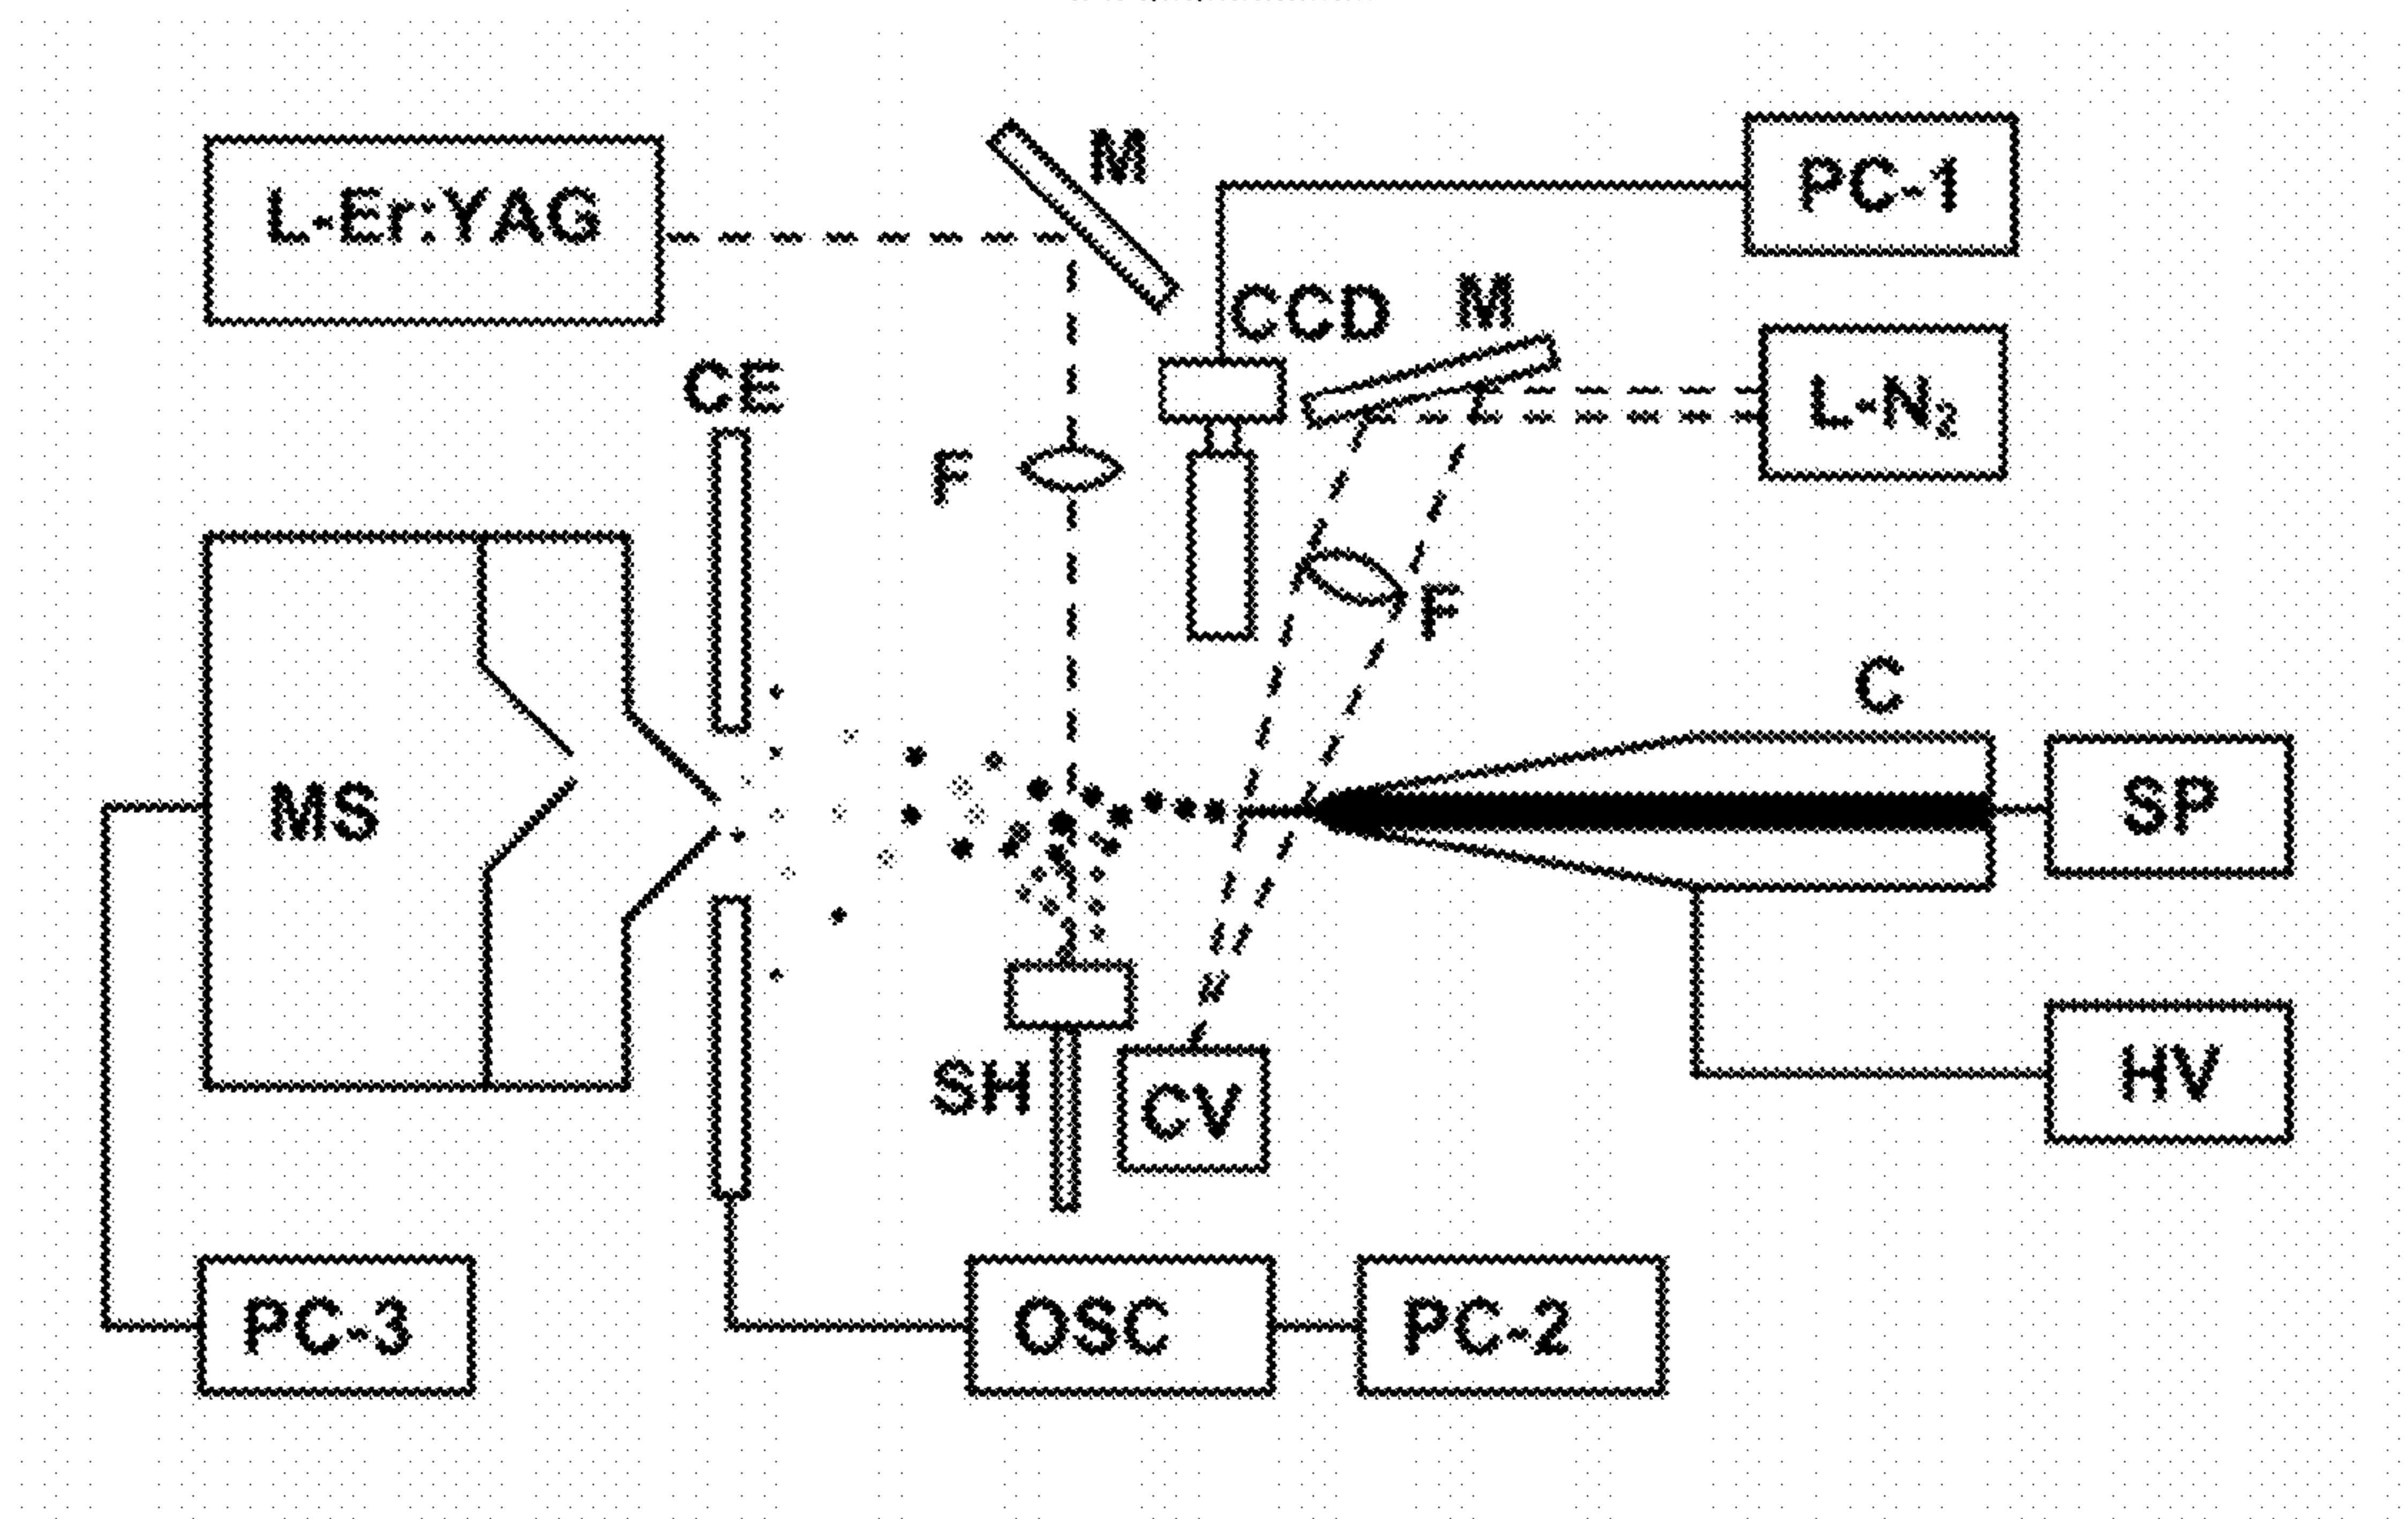 L-Er:YAG
M
PC-1
CCD
M
L-N₂
CE
F
F
C
MS
SP
SH
CV
HV
PC-3
OSC
PC-2